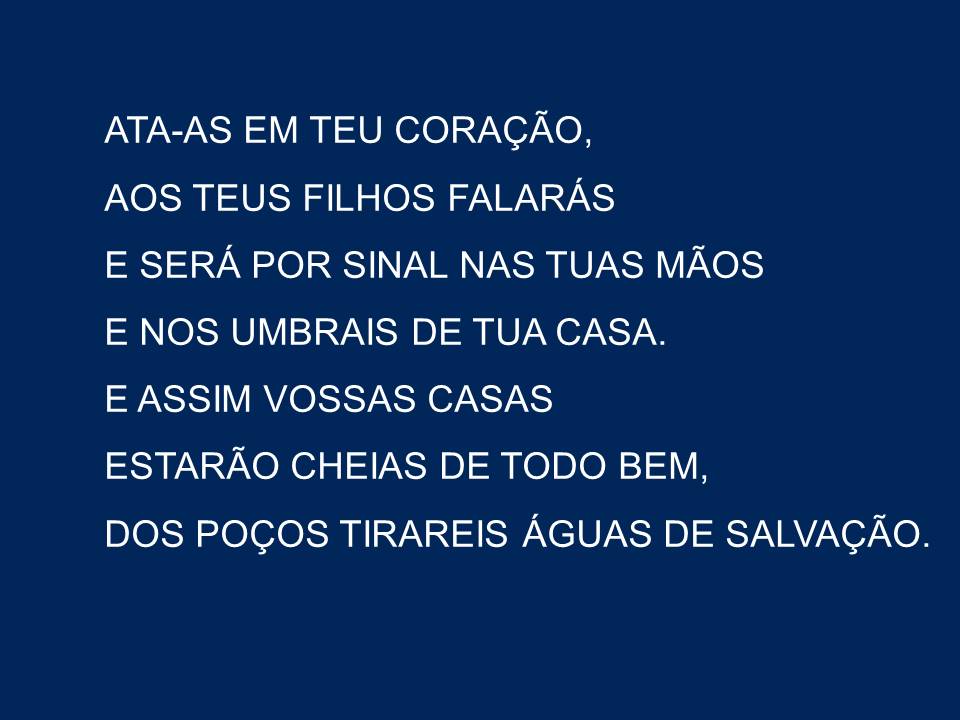 ATA-AS EM TEU CORAÇÃO,
AOS TEUS FILHOS FALARÁS
E SERÁ POR SINAL NAS TUAS MÃOS
E NOS UMBRAIS DE TUA CASA.
E ASSIM VOSSAS CASAS
ESTARÃO CHEIAS DE TODO BEM,
DOS POÇOS TIRAREIS ÁGUAS DE SALVAÇÃO.